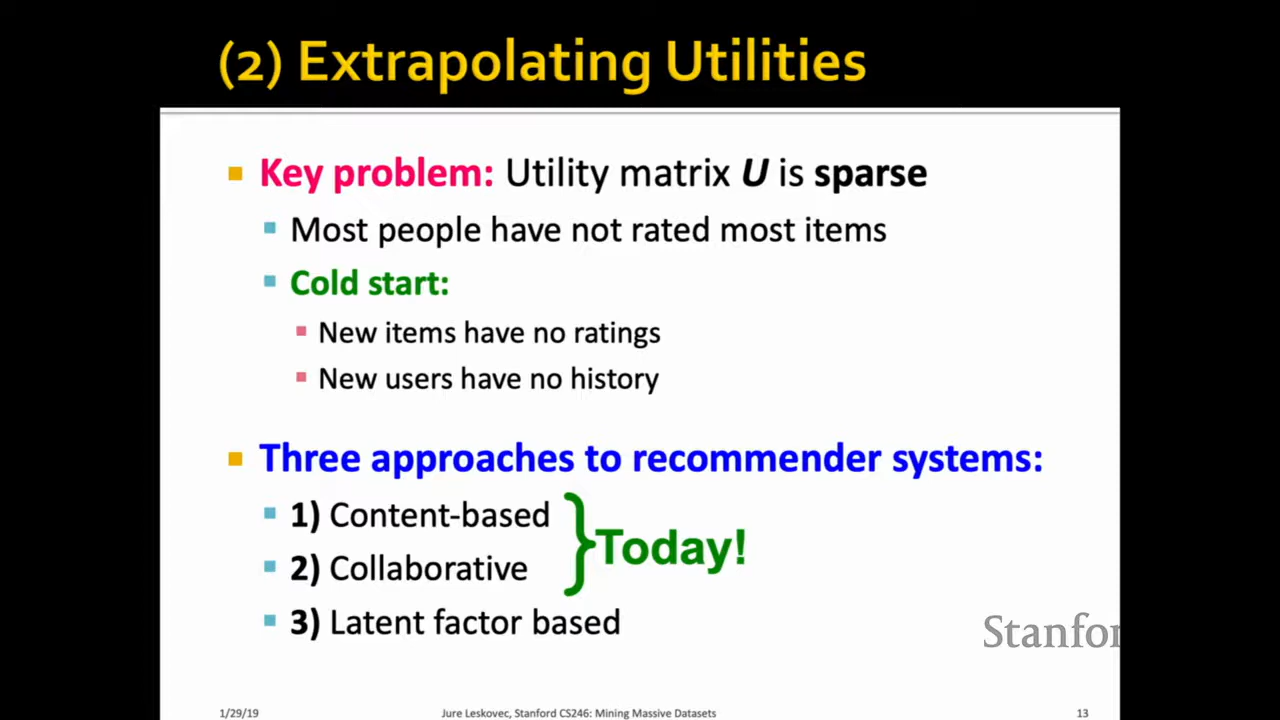 (2) Extrapolating Utilities
Key problem: Utility matrix U is sparse
Most people have not rated most items
Cold start:
New items have no ratings
New users have no history
Three approaches to recommender systems:
1) Content-based
2) Collaborative
Today!
3) Latent factor based
Stanfor
1/29/19
Jure Leskovec, Stanford CS246: Mining Massive Datasets
13